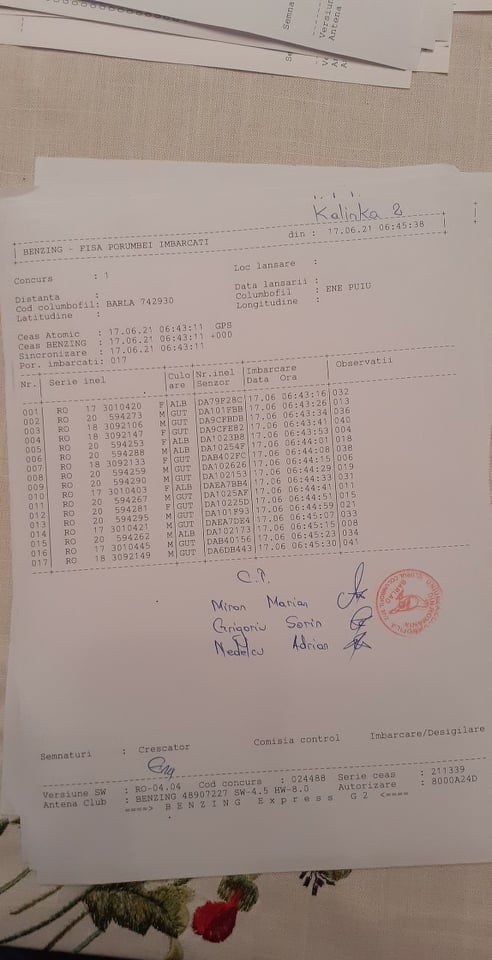 Kalinka 2
BENZING - FISA PORUMBEI IMBARCATI din : 17.06.21 06:45:38
Concurs : 1 Loc lansare :
Distanta : Data lansarii :
Cod columbofil: BARLA 742930 Columbofil : ENE PUIU
Latitudine : Longitudine :
Ceas Atomic : 17.06.21 06:43:11 GPS
Ceas BENZING : 17.06.21 06:43:11 +000
Sincronizare : 17.06.21 06:43:11
Por. imbarcati: 017
Nr. Serie inel Culo Nr.inel Imbarcare Observatii
are Senzor Data Ora
001 RO 17 3010420 F ALB DA79F28C 17.06 06:43:16 032
002 RO 20 594273 M GUT DA101FBB 17.06 06:43:26 013
003 RO 18 3092106 M GUT DA9CFBDB 17.06 06:43:34 036
004 RO 18 3092147 F GUT DA9CFE82 17.06 06:43:41 040
005 RO 20 594253 F ALB DA1023B8 17.06 06:43:53 004
006 RO 20 594288 M ALB DA10254F 17.06 06:44:01 018
007 RO 18 3092133 F GUT DAB402FC 17.06 06:44:08 038
008 RO 20 594259 M GUT DA102626 17.06 06:44:15 006
009 RO 20 594290 M GUT DA102153 17.06 06:44:29 019
010 RO 17 3010403 F ALB DAEA7BB4 17.06 06:44:33 031
011 RO 20 594267 M GUT DA1025AF 17.06 06:44:41 011
012 RO 20 594281 F GUT DA10225D 17.06 06:44:51 015
013 RO 20 594295 M GUT DA101F93 17.06 06:44:59 021
014 RO 17 3010421 M GUT DAEA7DE4 17.06 06:45:07 033
015 RO 20 594262 M ALB DA102173 17.06 06:45:15 008
016 RO 17 3010445 M GUT DAB40156 17.06 06:45:23 034
017 RO 18 3092149 M GUT DA6DB443 17.06 06:45:30 041
C.P.
Miron Marian
Grigoriu Sorin
Nedelcu Adrian
BARLAD
Semnaturi : Crescator Comisia control Imbarcare/Desigilare
Versiune SW : RO-04.04 Cod concurs : 024488 Serie ceas : 211339
Antena Club : BENZING 48907227 SW-4.5 HW-8.0 Autorizare : 8000A24D
====> B E N Z I N G E x p r e s s G 2 <====